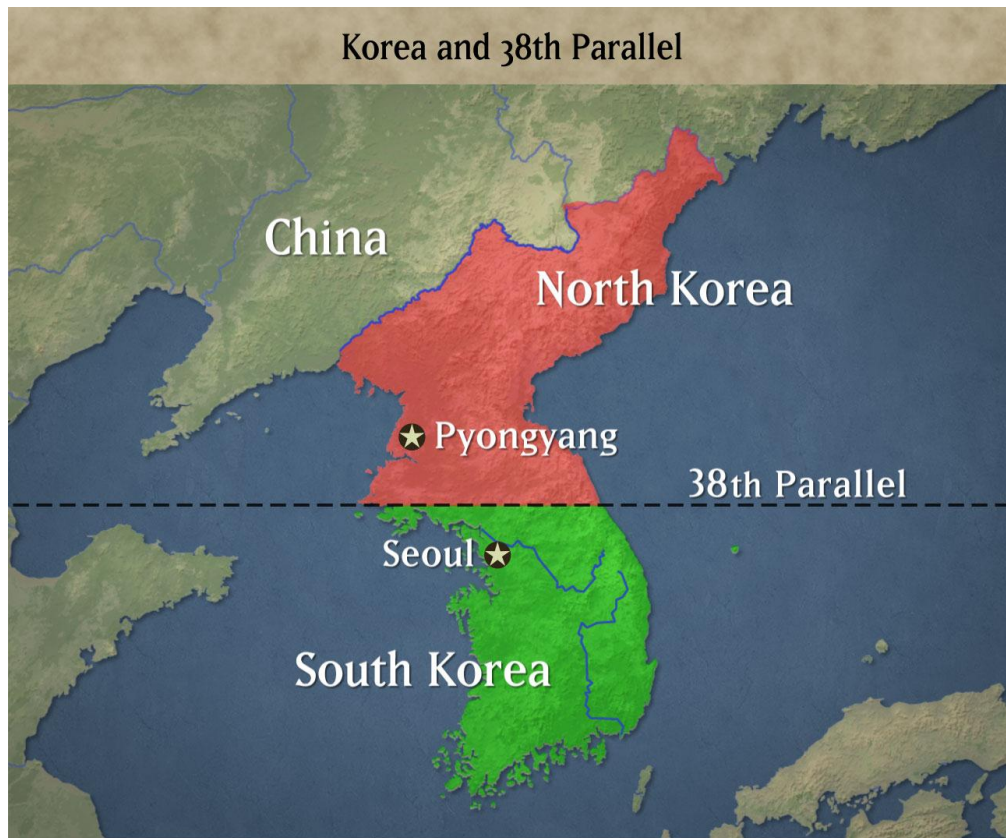 Korea and 38th Parallel
China
North Korea
Pyongyang
38th Parallel
Seoul
South Korea